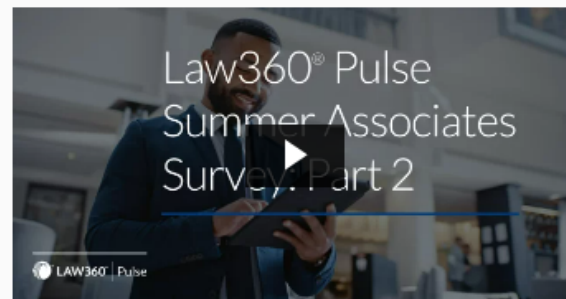 Law360® Pulse
Summer Associates
Survey: Part 2
LAW360® | Pulse